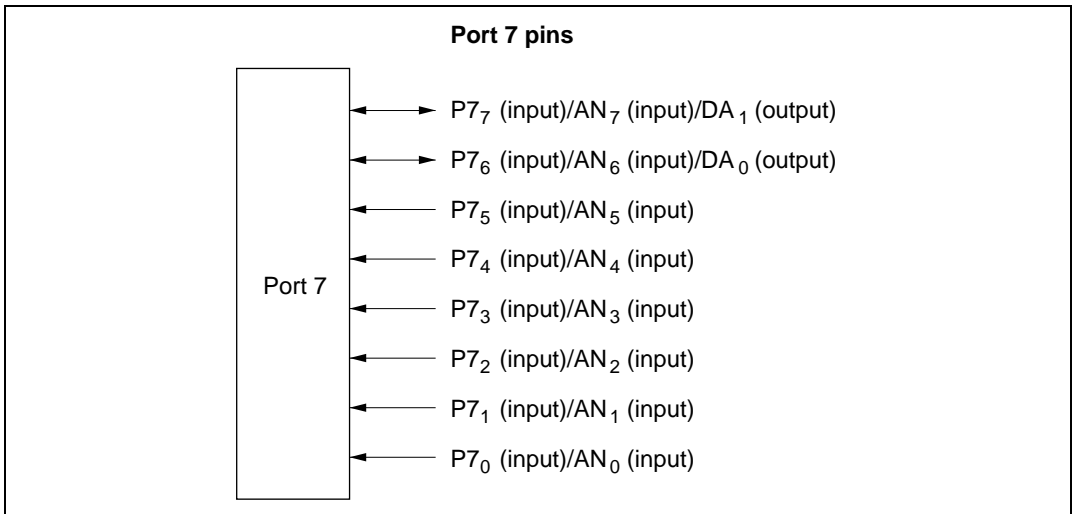 Port 7 pins
P7₇ (input)/AN₇ (input)/DA₁ (output)
P7₆ (input)/AN₆ (input)/DA₀ (output)
P7₅ (input)/AN₅ (input)
P7₄ (input)/AN₄ (input)
Port 7
P7₃ (input)/AN₃ (input)
P7₂ (input)/AN₂ (input)
P7₁ (input)/AN₁ (input)
P7₀ (input)/AN₀ (input)